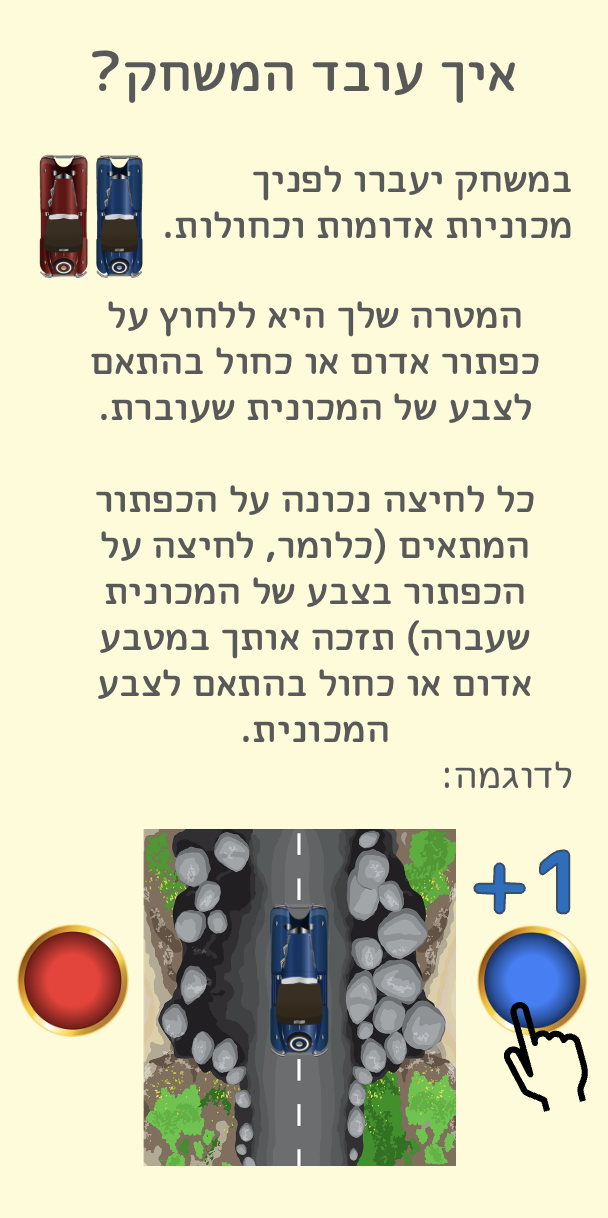 איך עובד המשחק?
במשחק יעברו לפניך
מכוניות אדומות וכחולות.
המטרה שלך היא ללחוץ על
כפתור אדום או כחול בהתאם
לצבע של המכונית שעוברת.
כל לחיצה נכונה על הכפתור
המתאים (כלומר, לחיצה על
הכפתור בצבע של המכונית
שעברה) תזכה אותך במטבע
אדום או כחול בהתאם לצבע
המכונית.
לדוגמה:
+1